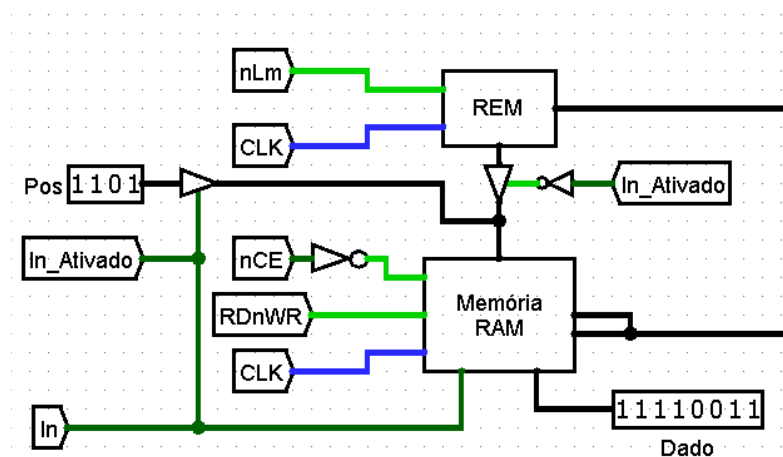 nLm
REM
CLK
Pos 1101
In_Ativado
In_Ativado
nCE
Memória
RAM
RDnWR
CLK
11110011
In
Dado